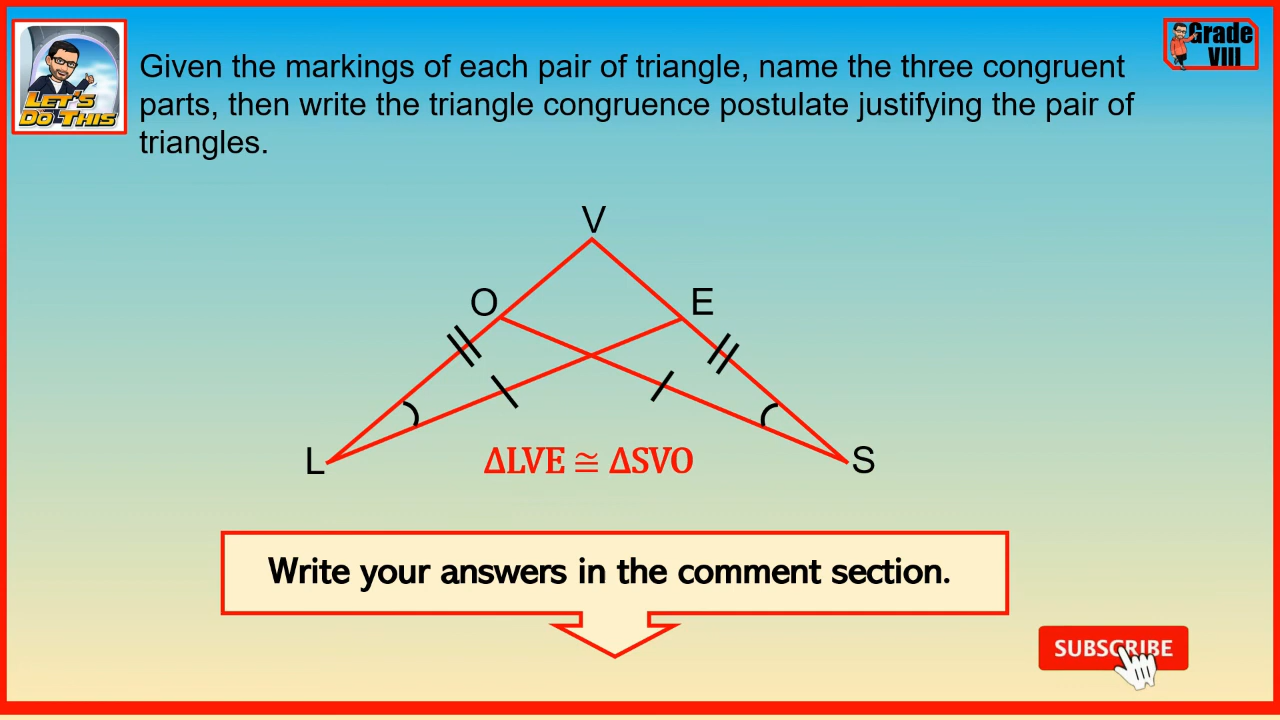 Given the markings of each pair of triangle, name the three congruent
parts, then write the triangle congruence postulate justifying the pair of
triangles.
LET'S
DO THIS
Grade
VIII
V
O
E
L
S
ΔLVE ≅ ΔSVO
Write your answers in the comment section.
SUBSCRIBE